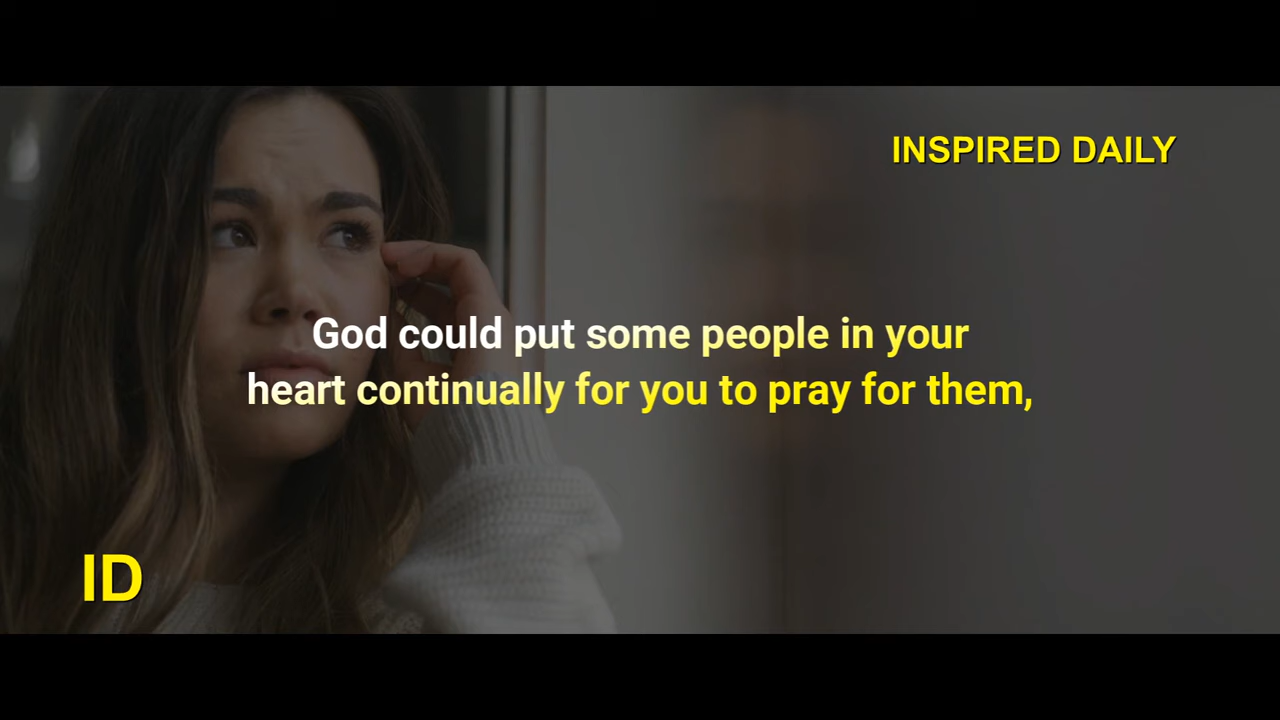 INSPIRED DAILY
God could put some people in your
heart continually for you to pray for them,
ID